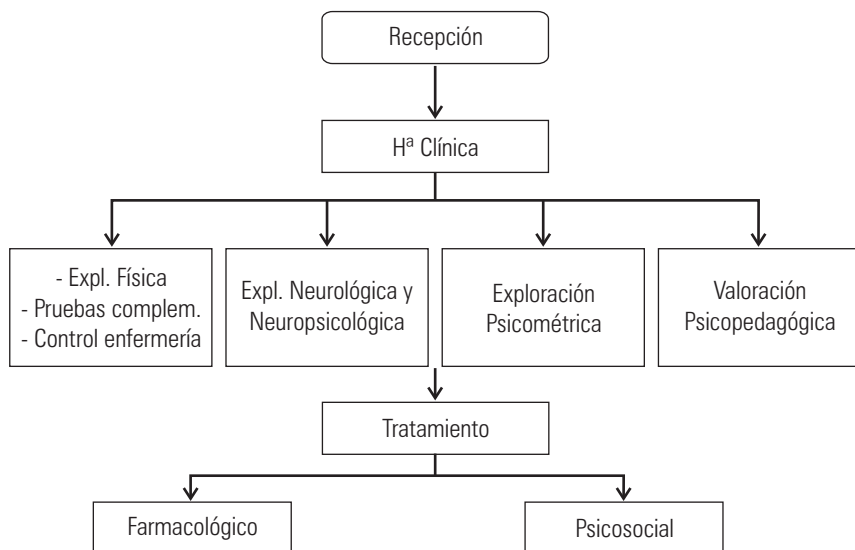 Recepción
Hª Clínica
- Expl. Física
- Pruebas complem.
- Control enfermería
Expl. Neurológica y
Neuropsicológica
Exploración
Psicométrica
Valoración
Psicopedagógica
Tratamiento
Farmacológico
Psicosocial